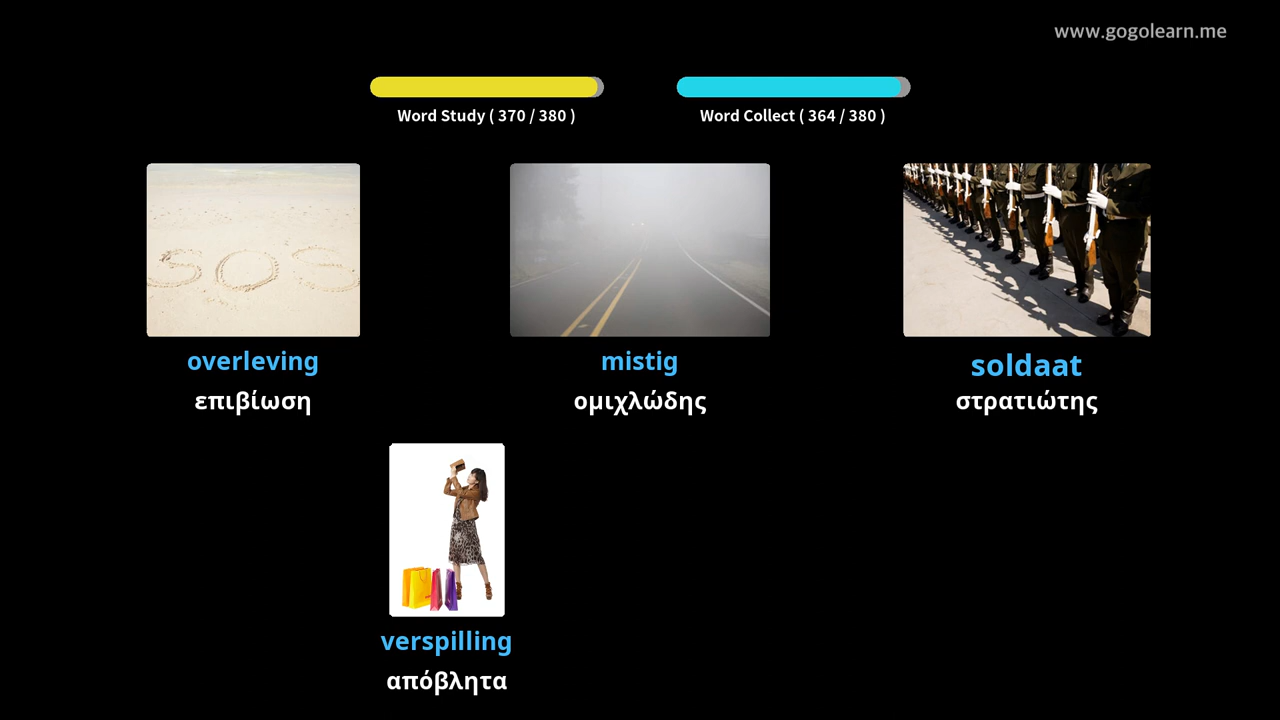 www.gogolearn.me
Word Study ( 370 / 380 )
Word Collect ( 364 / 380 )
SOS
overleving
mistig
soldaat
επιβίωση
ομιχλώδης
στρατιώτης
verspilling
απόβλητα